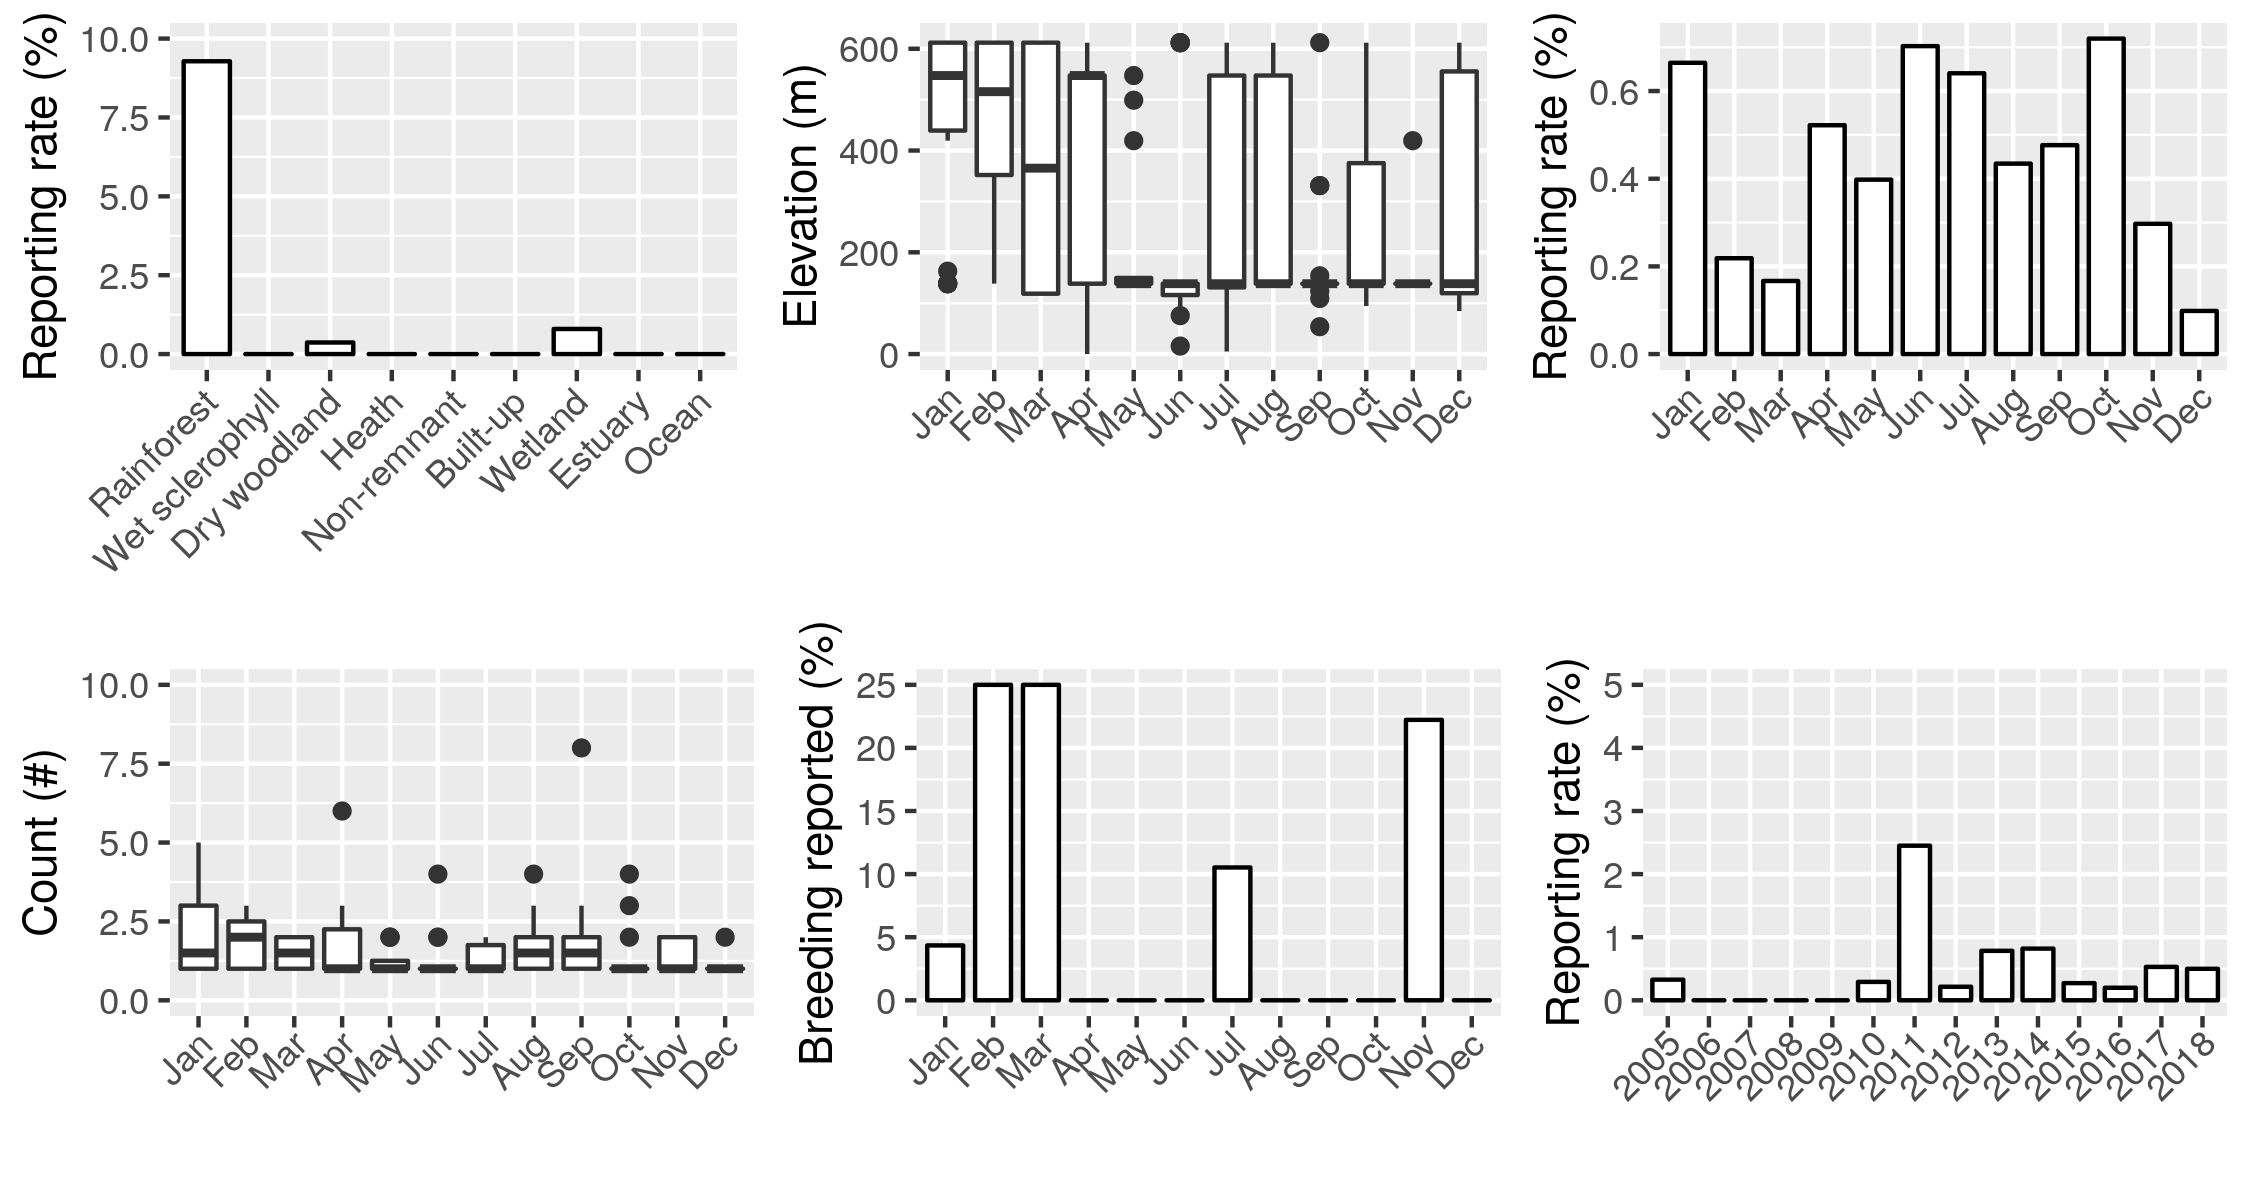 Reporting rate (%)
10.0
7.5
5.0
2.5
0.0
Rainforest
Wet sclerophyll
Dry woodland
Heath
Non-remnant
Built-up
Wetland
Estuary
Ocean
Elevation (m)
600
400
200
0
Jan
Feb
Mar
Apr
May
Jun
Jul
Aug
Sep
Oct
Nov
Dec
Reporting rate (%)
0.6
0.4
0.2
0.0
Jan
Feb
Mar
Apr
May
Jun
Jul
Aug
Sep
Oct
Nov
Dec
Count (#)
10.0
7.5
5.0
2.5
0.0
Jan
Feb
Mar
Apr
May
Jun
Jul
Aug
Sep
Oct
Nov
Dec
Breeding reported (%)
25
20
15
10
5
0
Jan
Feb
Mar
Apr
May
Jun
Jul
Aug
Sep
Oct
Nov
Dec
Reporting rate (%)
5
4
3
2
1
0
2005
2006
2007
2008
2009
2010
2011
2012
2013
2014
2015
2016
2017
2018